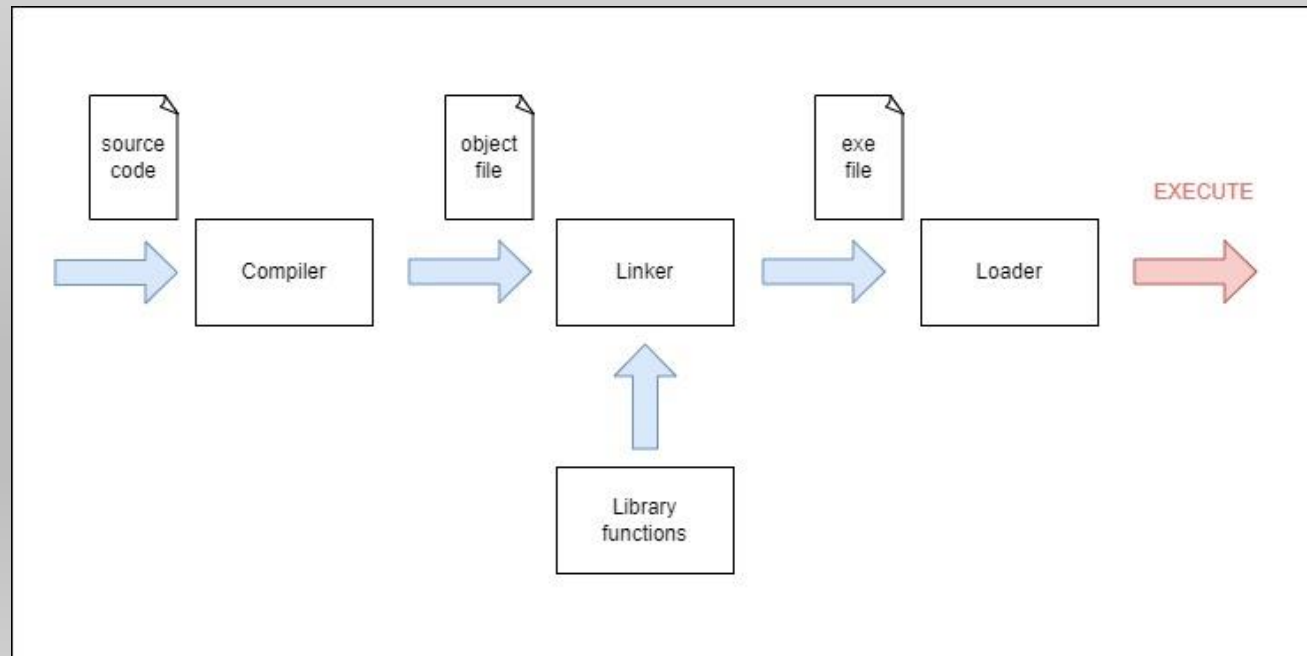 source
code
object
file
exe
file
EXECUTE
Compiler
Linker
Loader
Library
functions